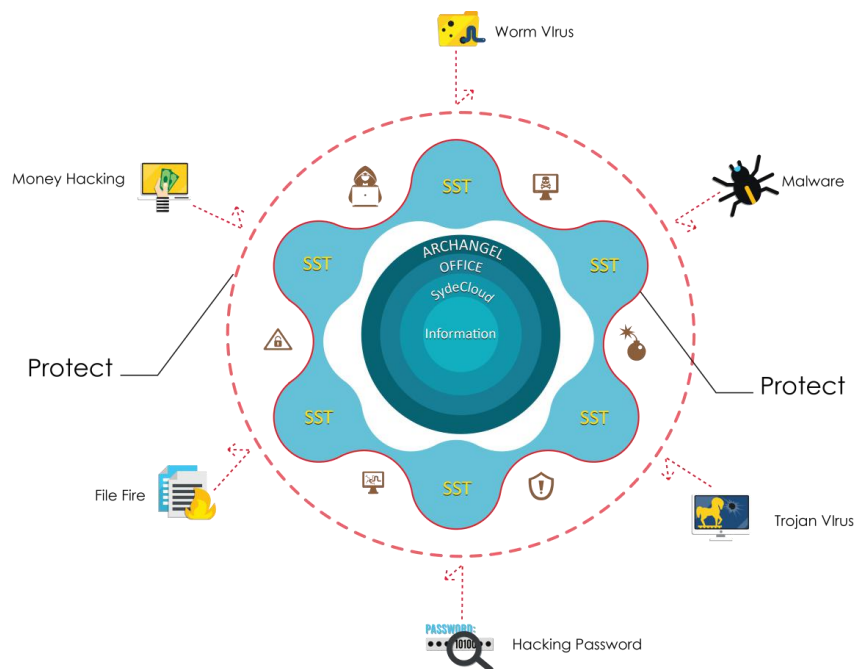 Worm VIrus
Money Hacking
Malware
SST
SST
SST
ARCHANGEL
OFFICE
SydeCloud
Information
Protect
Protect
SST
SST
SST
File Fire
Trojan VIrus
PASSWORD:
1010
Hacking Password